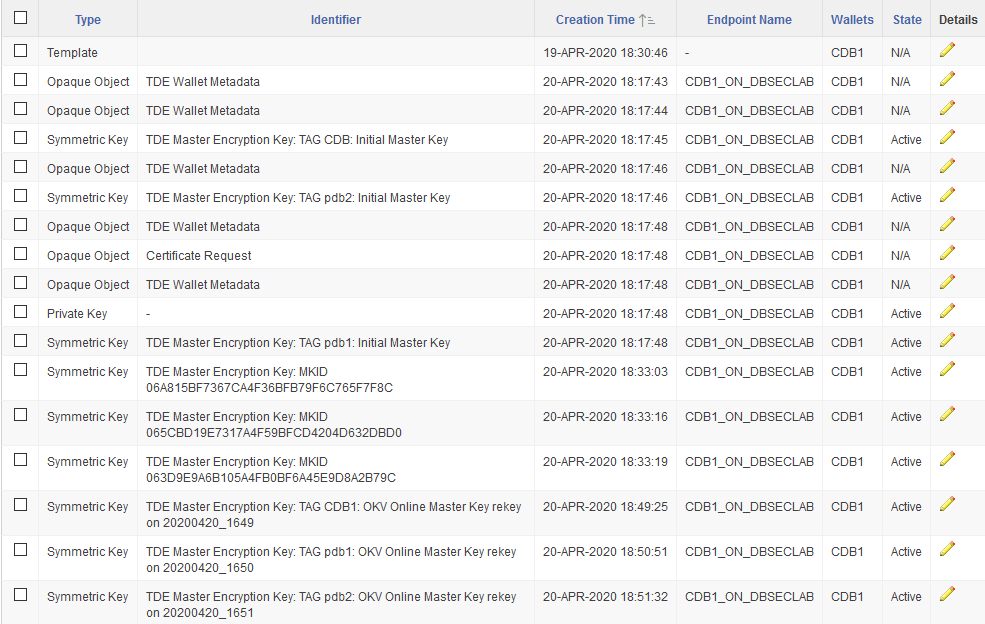 Type Identifier Creation Time Endpoint Name Wallets State Details
Template 19-APR-2020 18:30:46 - CDB1 N/A
Opaque Object TDE Wallet Metadata 20-APR-2020 18:17:43 CDB1_ON_DBSECLAB CDB1 N/A
Opaque Object TDE Wallet Metadata 20-APR-2020 18:17:44 CDB1_ON_DBSECLAB CDB1 N/A
Symmetric Key TDE Master Encryption Key: TAG CDB: Initial Master Key 20-APR-2020 18:17:45 CDB1_ON_DBSECLAB CDB1 Active
Opaque Object TDE Wallet Metadata 20-APR-2020 18:17:46 CDB1_ON_DBSECLAB CDB1 N/A
Symmetric Key TDE Master Encryption Key: TAG pdb2: Initial Master Key 20-APR-2020 18:17:46 CDB1_ON_DBSECLAB CDB1 Active
Opaque Object TDE Wallet Metadata 20-APR-2020 18:17:48 CDB1_ON_DBSECLAB CDB1 N/A
Opaque Object Certificate Request 20-APR-2020 18:17:48 CDB1_ON_DBSECLAB CDB1 N/A
Opaque Object TDE Wallet Metadata 20-APR-2020 18:17:48 CDB1_ON_DBSECLAB CDB1 N/A
Private Key - 20-APR-2020 18:17:48 CDB1_ON_DBSECLAB CDB1 Active
Symmetric Key TDE Master Encryption Key: TAG pdb1: Initial Master Key 20-APR-2020 18:17:48 CDB1_ON_DBSECLAB CDB1 Active
Symmetric Key TDE Master Encryption Key: MKID 20-APR-2020 18:33:03 CDB1_ON_DBSECLAB CDB1 Active
06A815BF7367CA4F36BFB79F6C765F7F8C
Symmetric Key TDE Master Encryption Key: MKID 20-APR-2020 18:33:16 CDB1_ON_DBSECLAB CDB1 Active
065CBD19E7317A4F59BFCD4204D632DBD0
Symmetric Key TDE Master Encryption Key: MKID 20-APR-2020 18:33:19 CDB1_ON_DBSECLAB CDB1 Active
063D9E9A6B105A4FB0BF6A45E9D8A2B79C
Symmetric Key TDE Master Encryption Key: TAG CDB1: OKV Online Master Key rekey 20-APR-2020 18:49:25 CDB1_ON_DBSECLAB CDB1 Active
on 20200420_1649
Symmetric Key TDE Master Encryption Key: TAG pdb1: OKV Online Master Key rekey 20-APR-2020 18:50:51 CDB1_ON_DBSECLAB CDB1 Active
on 20200420_1650
Symmetric Key TDE Master Encryption Key: TAG pdb2: OKV Online Master Key rekey 20-APR-2020 18:51:32 CDB1_ON_DBSECLAB CDB1 Active
on 20200420_1651